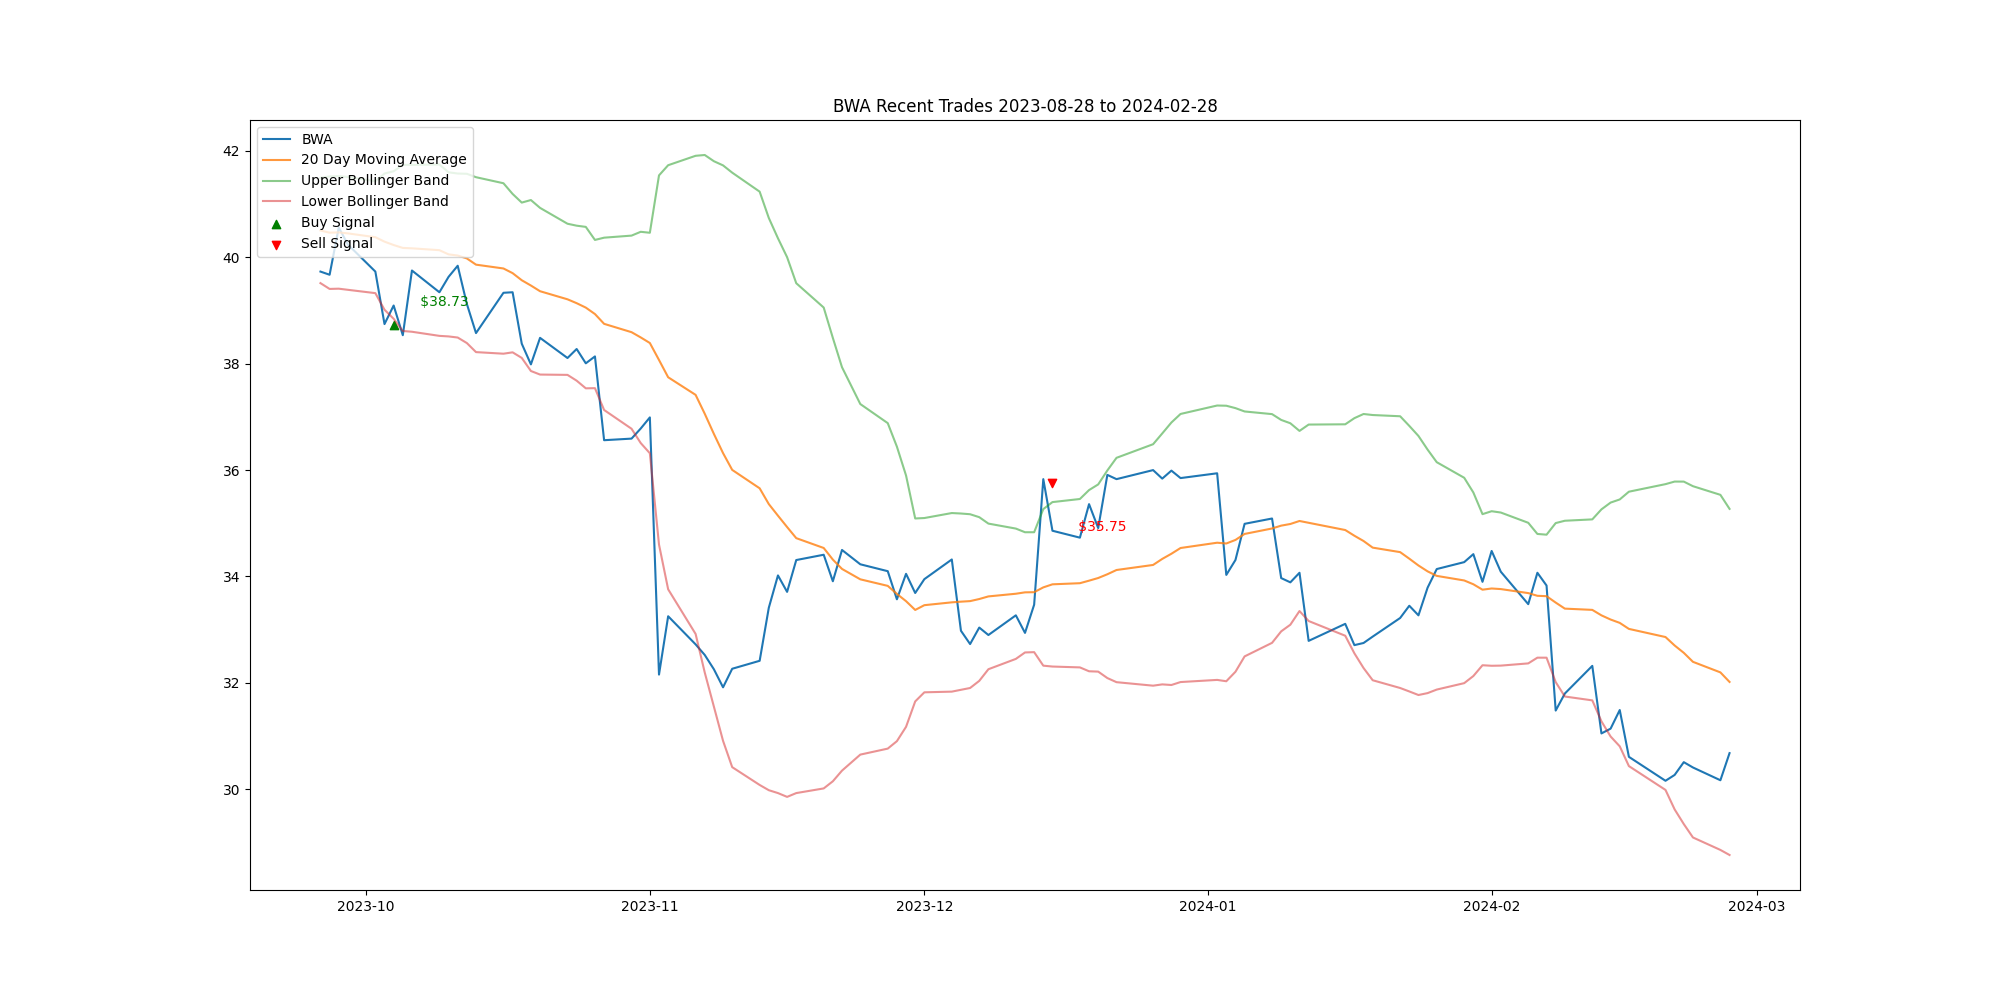 BWA Recent Trades 2023-08-28 to 2024-02-28
BWA
20 Day Moving Average
Upper Bollinger Band
Lower Bollinger Band
Buy Signal
Sell Signal
42
40
38
36
34
32
30
$38.73
$35.75
2023-10
2023-11
2023-12
2024-01
2024-02
2024-03